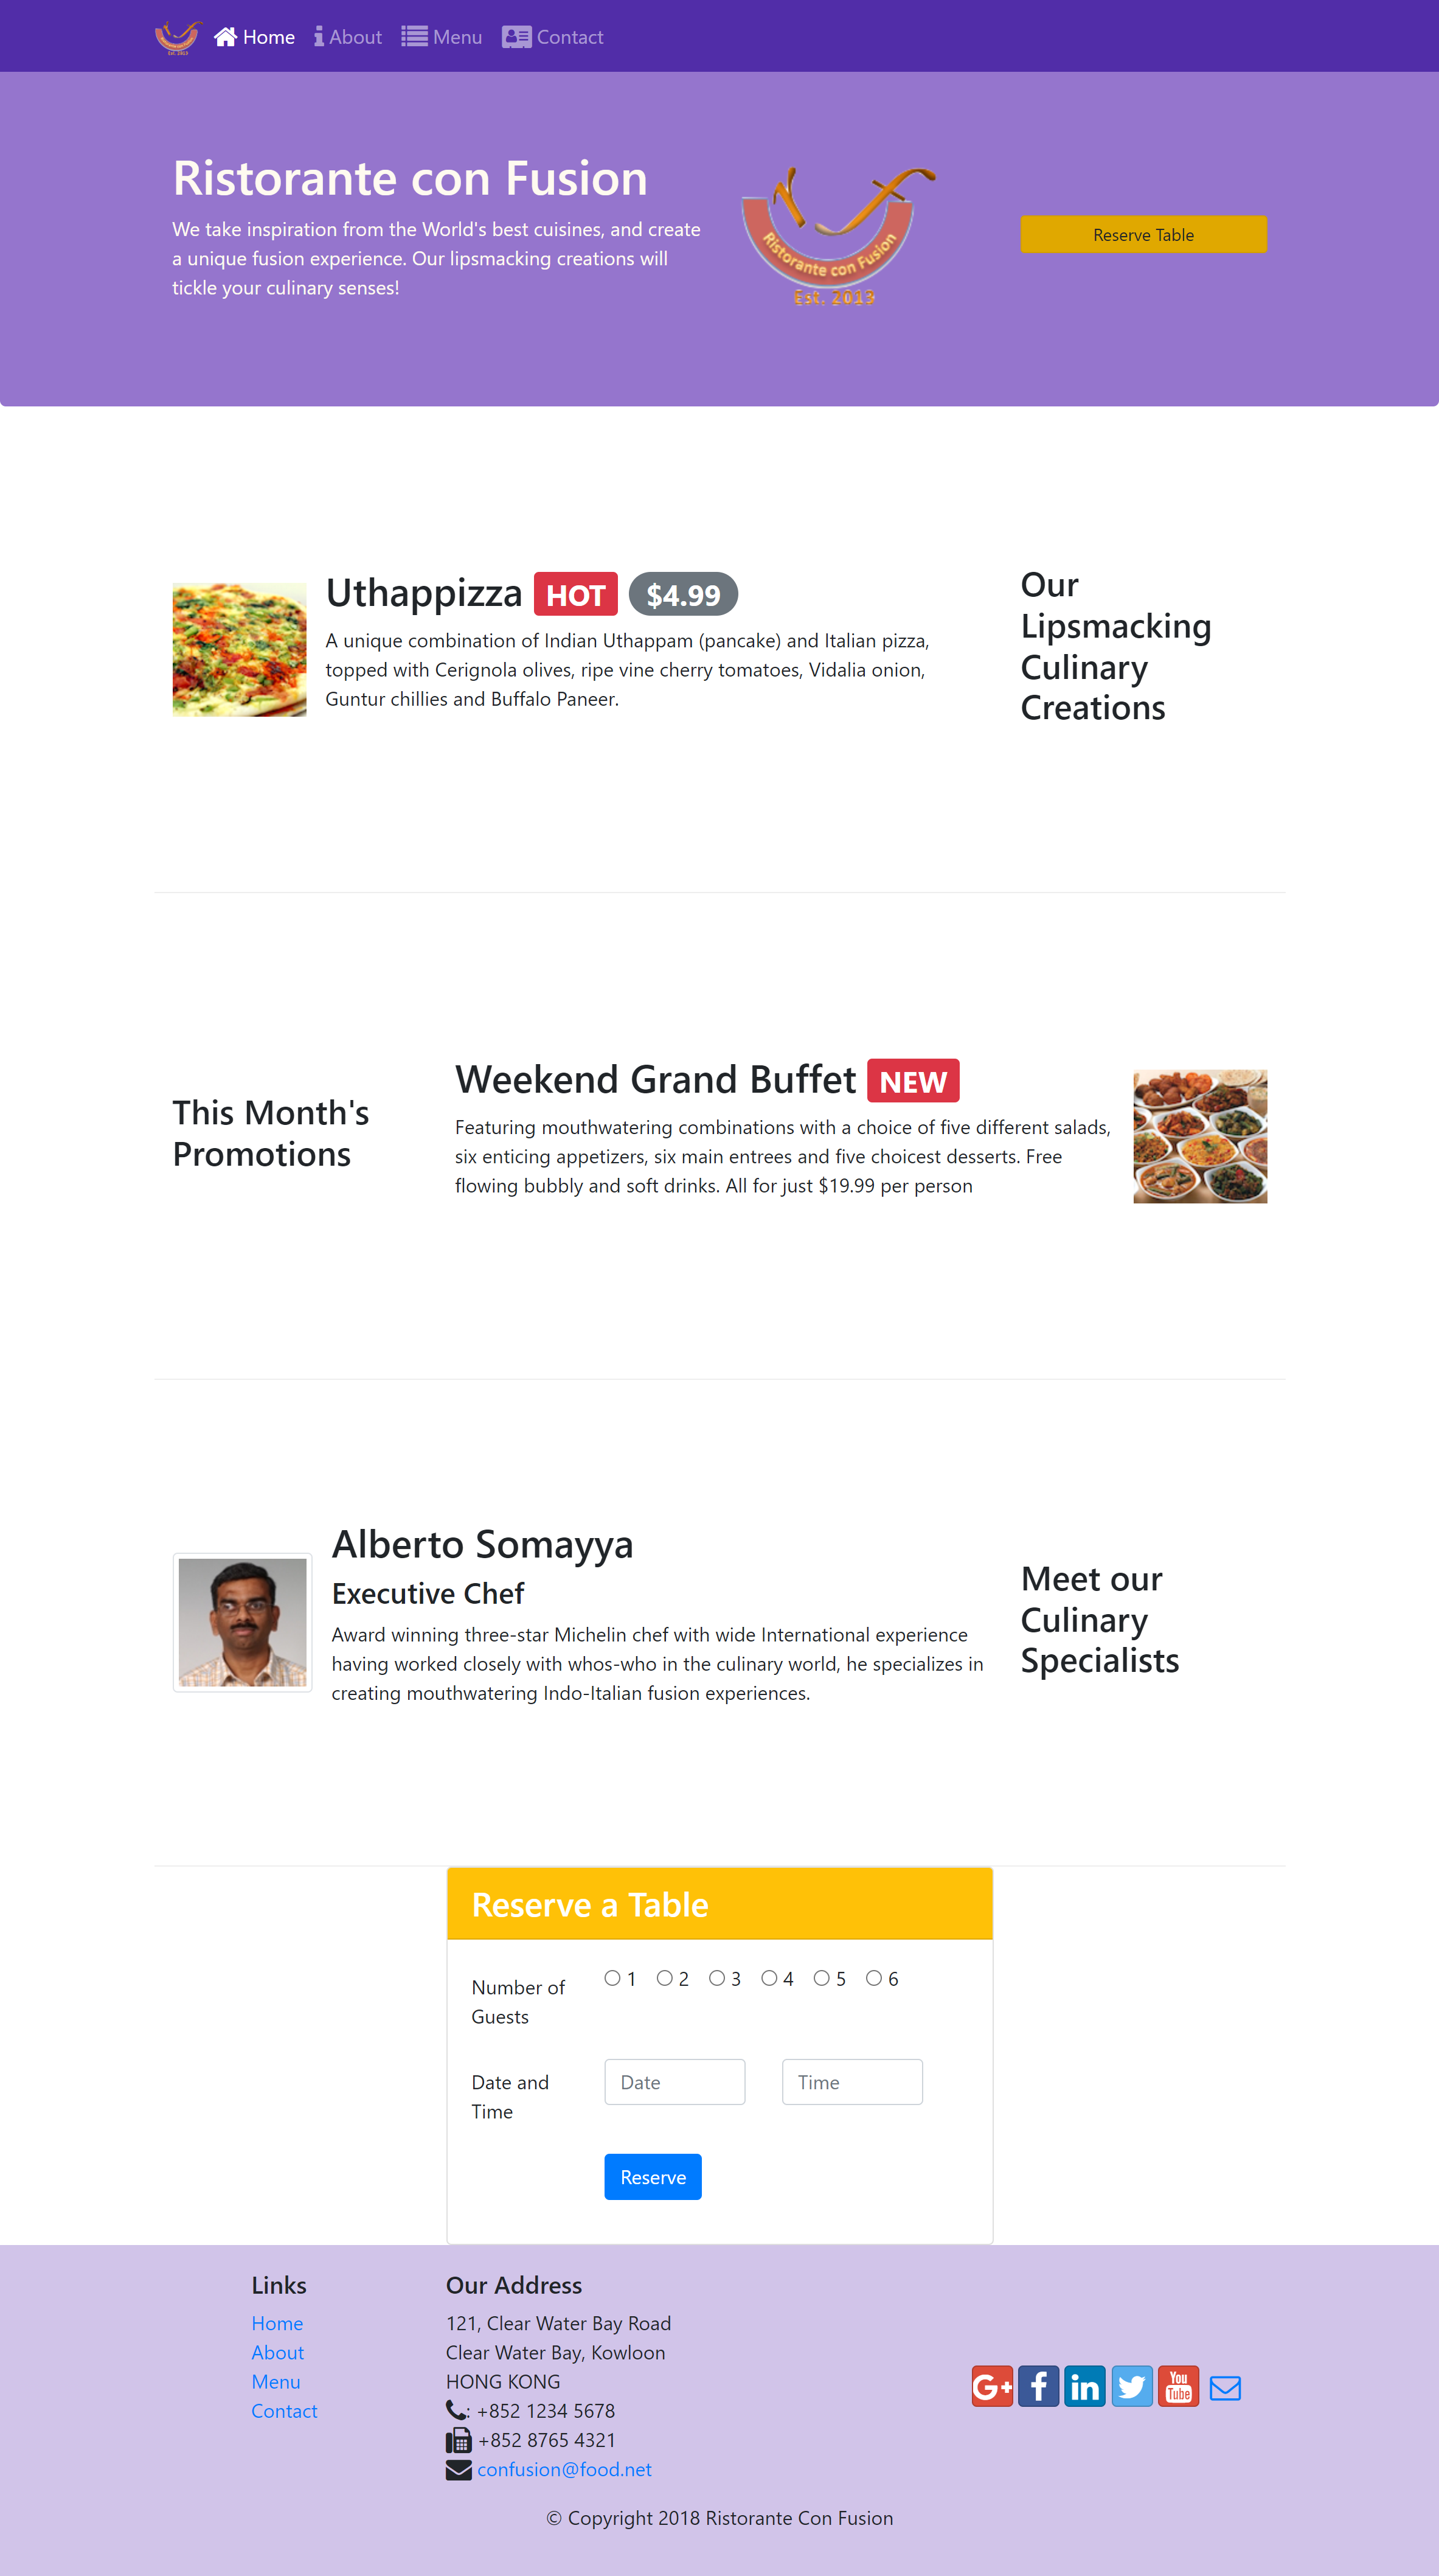 Home About Menu Contact
Ristorante con Fusion
We take inspiration from the World's best cuisines, and create
a unique fusion experience. Our lipsmacking creations will
tickle your culinary senses!
Ristorante con Fusion
Est. 2013
Reserve Table
Uthappizza HOT $4.99
A unique combination of Indian Uthappam (pancake) and Italian pizza,
topped with Cerignola olives, ripe vine cherry tomatoes, Vidalia onion,
Guntur chillies and Buffalo Paneer.
Our
Lipsmacking
Culinary
Creations
This Month's
Promotions
Weekend Grand Buffet NEW
Featuring mouthwatering combinations with a choice of five different salads,
six enticing appetizers, six main entrees and five choicest desserts. Free
flowing bubbly and soft drinks. All for just $19.99 per person
Alberto Somayya
Executive Chef
Award winning three-star Michelin chef with wide International experience
having worked closely with whos-who in the culinary world, he specializes in
creating mouthwatering Indo-Italian fusion experiences.
Meet our
Culinary
Specialists
Reserve a Table
Number of
Guests
1 2 3 4 5 6
Date and
Time
Date Time
Reserve
Links
Home
About
Menu
Contact
Our Address
121, Clear Water Bay Road
Clear Water Bay, Kowloon
HONG KONG
: +852 1234 5678
+852 8765 4321
confusion@food.net
G+ f in You Tube
© Copyright 2018 Ristorante Con Fusion